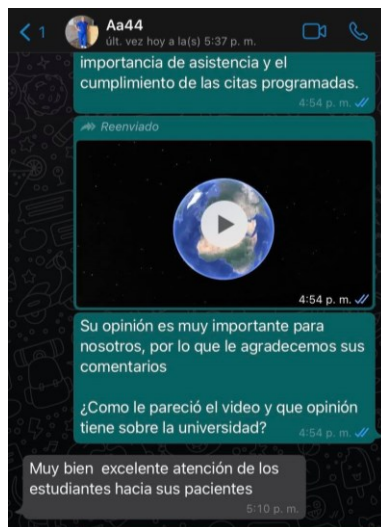 1
Aa44
últ. vez hoy a la(s) 5:37 p. m.
importancia de asistencia y el
cumplimiento de las citas programadas.
4:54 p. m.
Reenviado
4:54 p. m.
Su opinión es muy importante para
nosotros, por lo que le agradecemos sus
comentarios
¿Como le pareció el video y que opinión
tiene sobre la universidad?
4:54 p. m.
Muy bien excelente atención de los
estudiantes hacia sus pacientes
5:10 p. m.